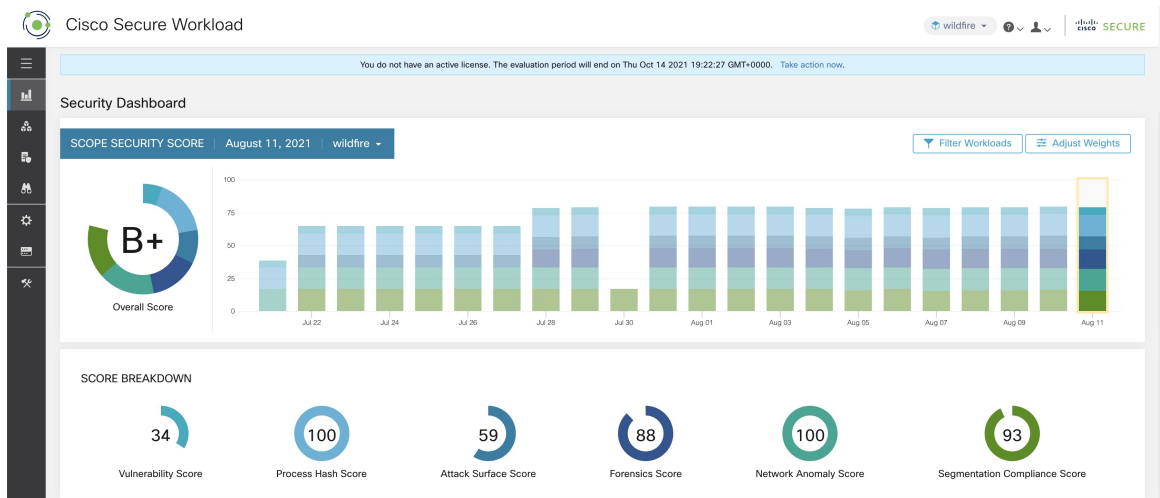 Cisco Secure Workload
wildfire
CISCO SECURE
You do not have an active license. The evaluation period will end on Thu Oct 14 2021 19:22:27 GMT+0000. Take action now.
Security Dashboard
SCOPE SECURITY SCORE August 11, 2021 wildfire
Filter Workloads
Adjust Weights
B+
Overall Score
100
75
50
25
0
Jul 22 Jul 24 Jul 26 Jul 28 Jul 30 Aug 01 Aug 03 Aug 05 Aug 07 Aug 09 Aug 11
SCORE BREAKDOWN
34 100 59 88 100 93
Vulnerability Score Process Hash Score Attack Surface Score Forensics Score Network Anomaly Score Segmentation Compliance Score